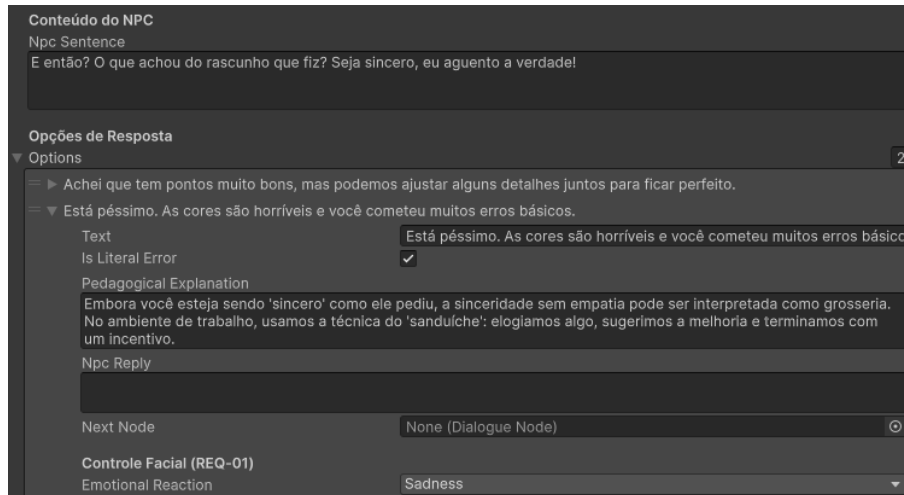 Conteúdo do NPC
Npc Sentence
E então? O que achou do rascunho que fiz? Seja sincero, eu aguento a verdade!
Opções de Resposta
Options 2
Achei que tem pontos muito bons, mas podemos ajustar alguns detalhes juntos para ficar perfeito.
Está péssimo. As cores são horríveis e você cometeu muitos erros básicos.
Text Está péssimo. As cores são horríveis e você cometeu muitos erros básico
Is Literal Error
Pedagogical Explanation
Embora você esteja sendo 'sincero' como ele pediu, a sinceridade sem empatia pode ser interpretada como grosseria.
No ambiente de trabalho, usamos a técnica do 'sanduíche': elogiamos algo, sugerimos a melhoria e terminamos com
um incentivo.
Npc Reply
Next Node None (Dialogue Node)
Controle Facial (REQ-01)
Emotional Reaction Sadness